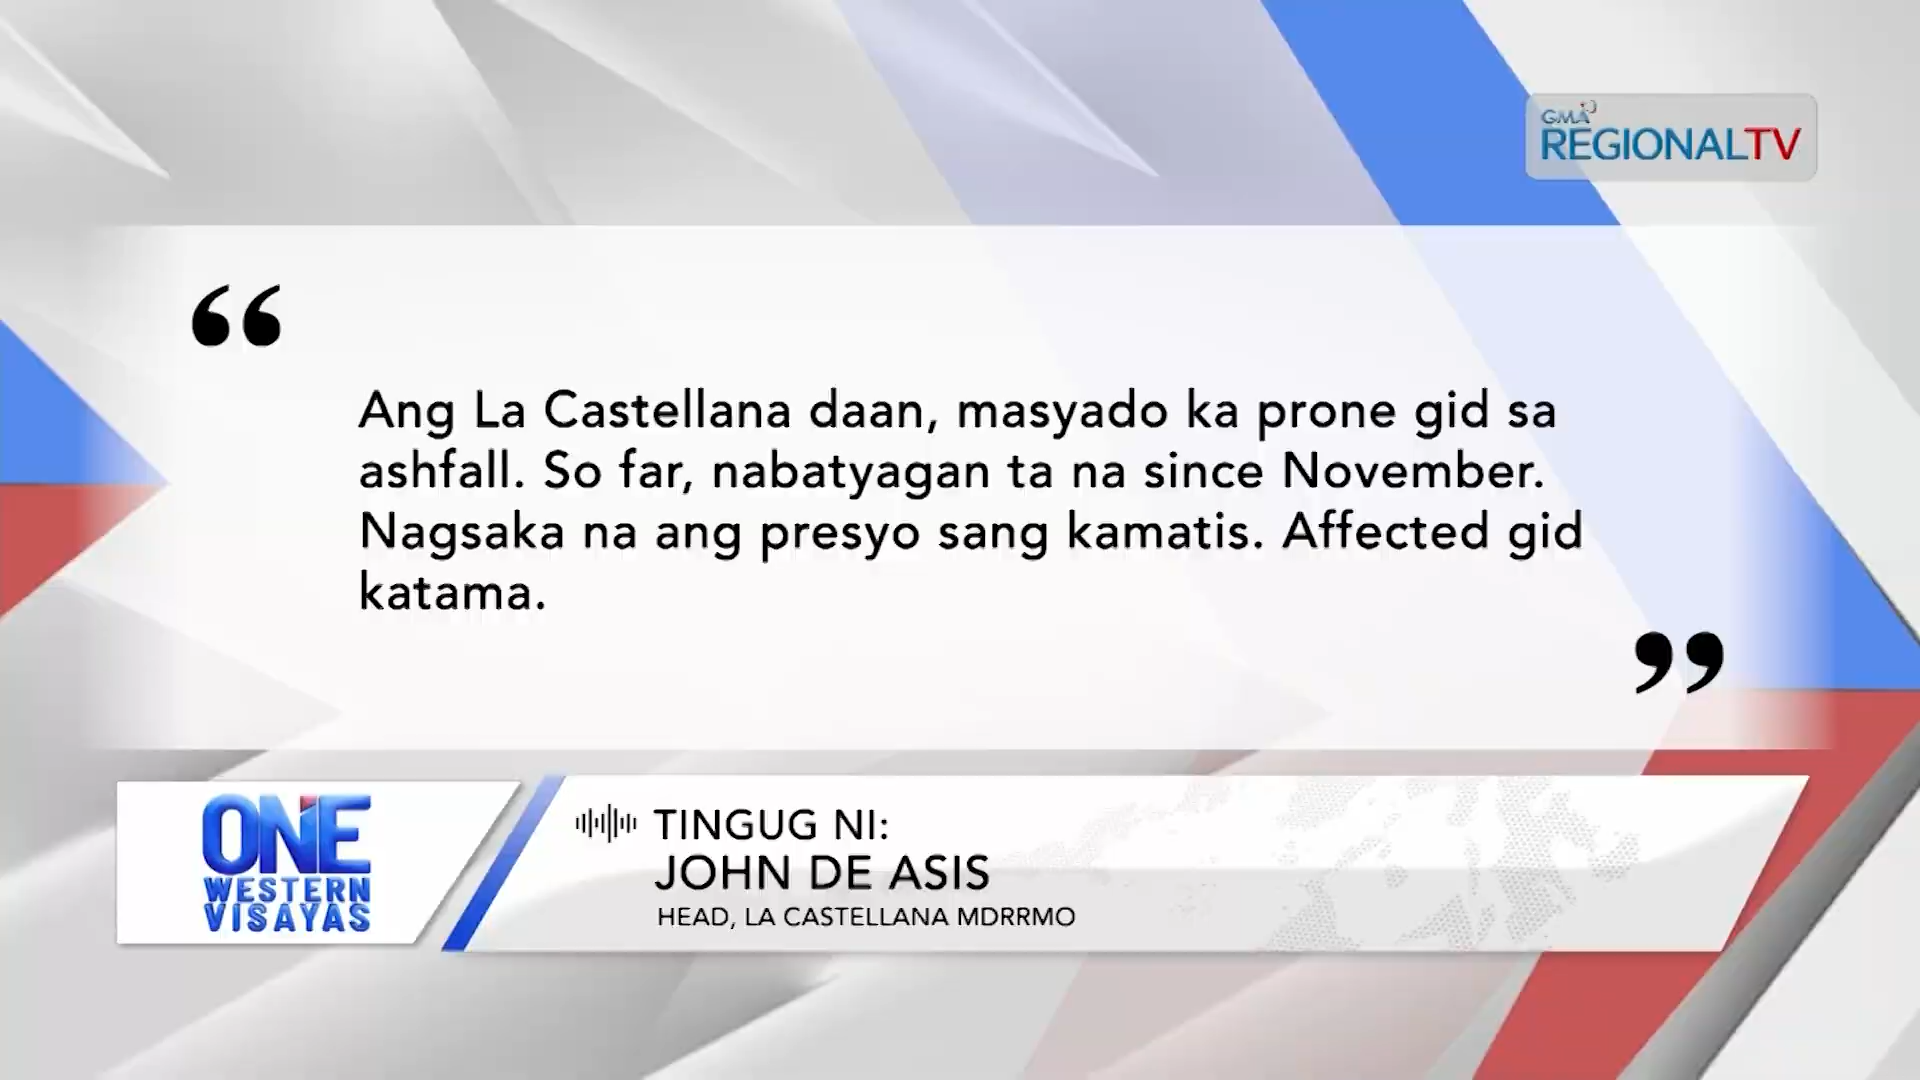 GMA
REGIONALTV
“
Ang La Castellana daan, masyado ka prone gid sa
ashfall. So far, nabatyagan ta na since November.
Nagsaka na ang presyo sang kamatis. Affected gid
katama.
”
ONE
WESTERN
VISAYAS
TINGUG NI:
JOHN DE ASIS
HEAD, LA CASTELLANA MDRRMO